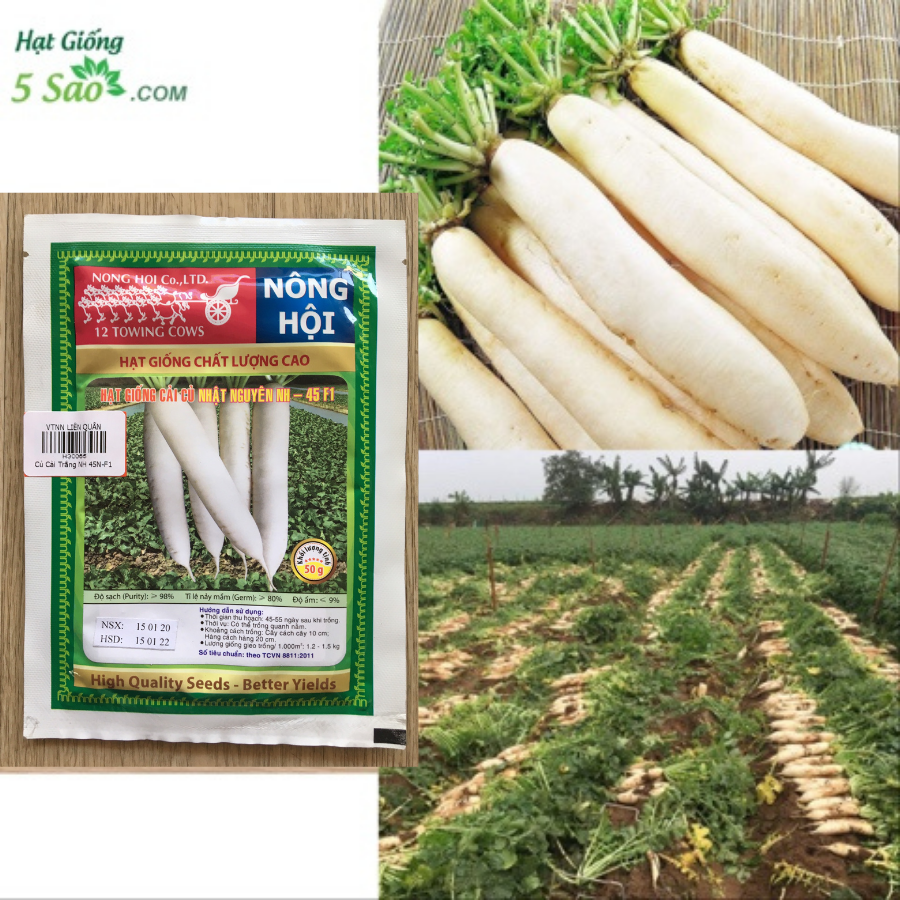 Hạt Giống
5 Sao.COM
NONG HOI Co.,LTD.
12 TOWING COWS
NÔNG
HỘI
HẠT GIỐNG CHẤT LƯỢNG CAO
HẠT GIỐNG CẢI CỦ NHẬT NGUYÊN NH – 45 F1
VTNN LIÊN QUÂN
Củ Cải Trắng NH 45N-F1
Khối lượng tịnh
50 g
Độ sạch (Purity): > 98% Tỉ lệ nảy mầm (Germ): > 80% Độ ẩm: < 9%
NSX: 15 01 20
HSD: 15 01 22
Hướng dẫn sử dụng:
• Thời gian thu hoạch: 45-55 ngày sau khi trồng.
• Thời vụ: Có thể trồng quanh năm.
• Khoảng cách trồng: Cây cách cây 10 cm;
Hàng cách hàng 20 cm.
• Lượng giống gieo trồng/ 1.000m²: 1,2 - 1,5 kg
Số tiêu chuẩn: theo TCVN 8811:2011
High Quality Seeds - Better Yields